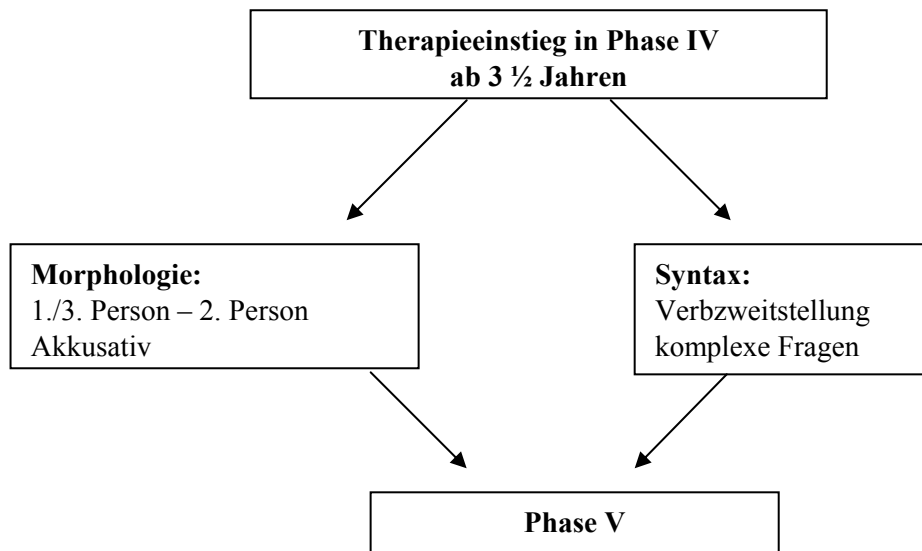 Therapieeinstieg in Phase IV
ab 3 ½ Jahren
Morphologie:
1./3. Person – 2. Person
Akkusativ
Syntax:
Verbzweitstellung
komplexe Fragen
Phase V